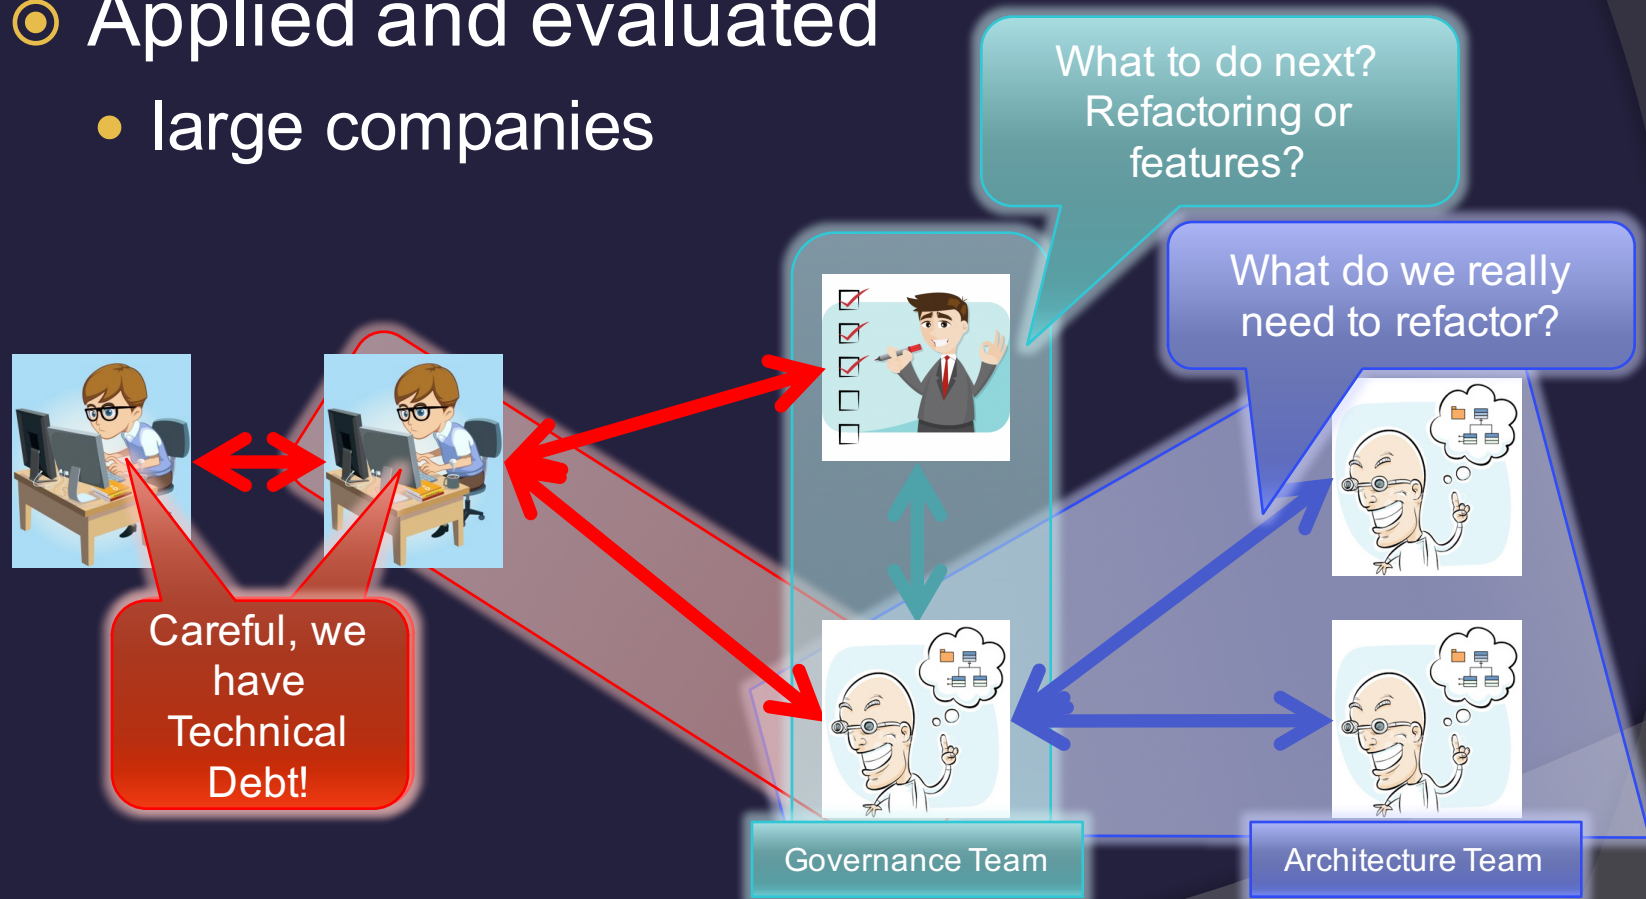 Applied and evaluated
large companies
What to do next?
Refactoring or
features?
What do we really
need to refactor?
Careful, we
have
Technical
Debt!
Governance Team
Architecture Team